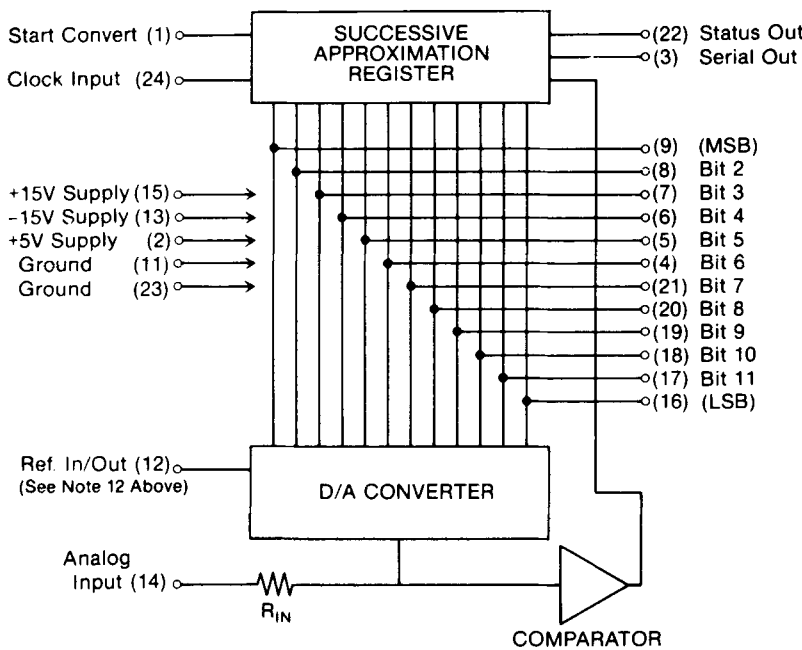 Start Convert (1)
Clock Input (24)
SUCCESSIVE
APPROXIMATION
REGISTER
(22) Status Out
(3) Serial Out
(9) (MSB)
(8) Bit 2
(7) Bit 3
(6) Bit 4
(5) Bit 5
(4) Bit 6
(21) Bit 7
(20) Bit 8
(19) Bit 9
(18) Bit 10
(17) Bit 11
(16) (LSB)
+15V Supply (15)
-15V Supply (13)
+5V Supply (2)
Ground (11)
Ground (23)
Ref. In/Out (12)
(See Note 12 Above)
D/A CONVERTER
Analog
Input (14)
RIN
COMPARATOR